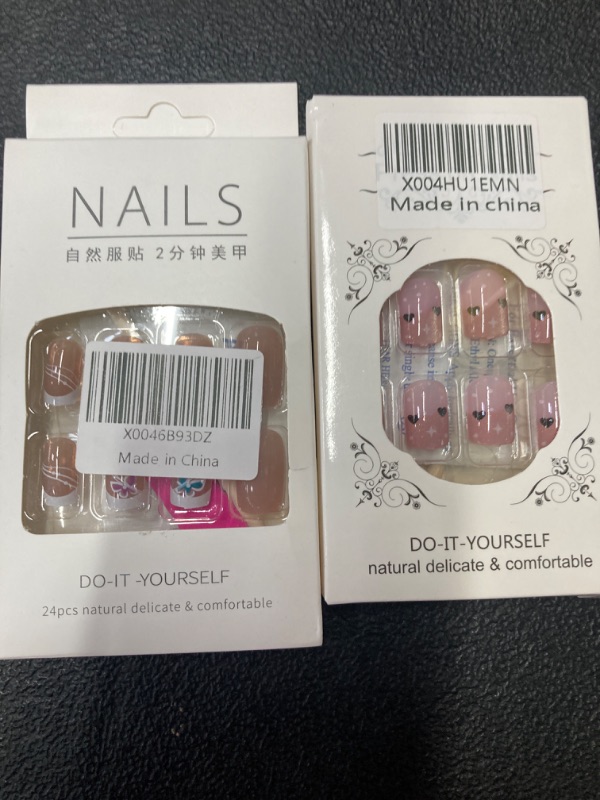 NAILS
自然服贴 2分钟美甲
X0046B93DZ
Made in China
DO-IT -YOURSELF
24pcs natural delicate & comfortable
X004HU1EMN
Made in china
DO-IT-YOURSELF
natural delicate & comfortable